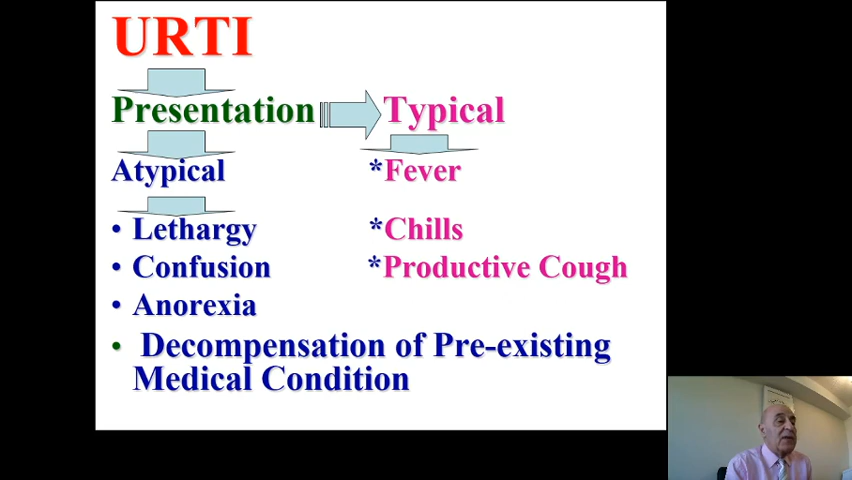 URTI
Presentation Typical
Atypical *Fever
• Lethargy *Chills
• Confusion *Productive Cough
• Anorexia
• Decompensation of Pre-existing
Medical Condition